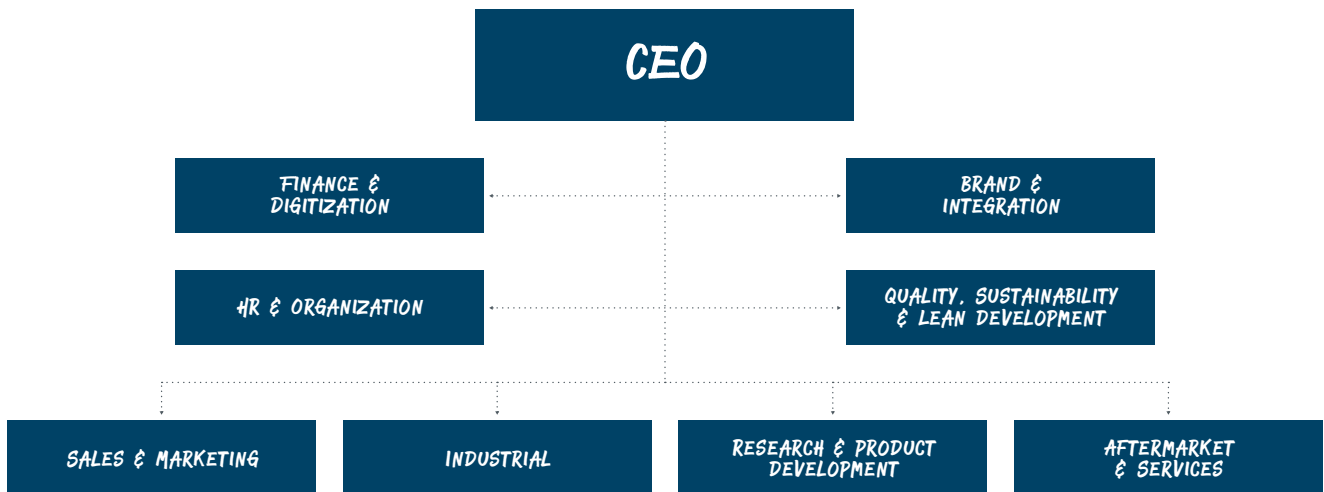 CEO
FINANCE &
DIGITIZATION
BRAND &
INTEGRATION
HR & ORGANIZATION
QUALITY, SUSTAINABILITY
& LEAN DEVELOPMENT
SALES & MARKETING
INDUSTRIAL
RESEARCH & PRODUCT
DEVELOPMENT
AFTERMARKET
& SERVICES